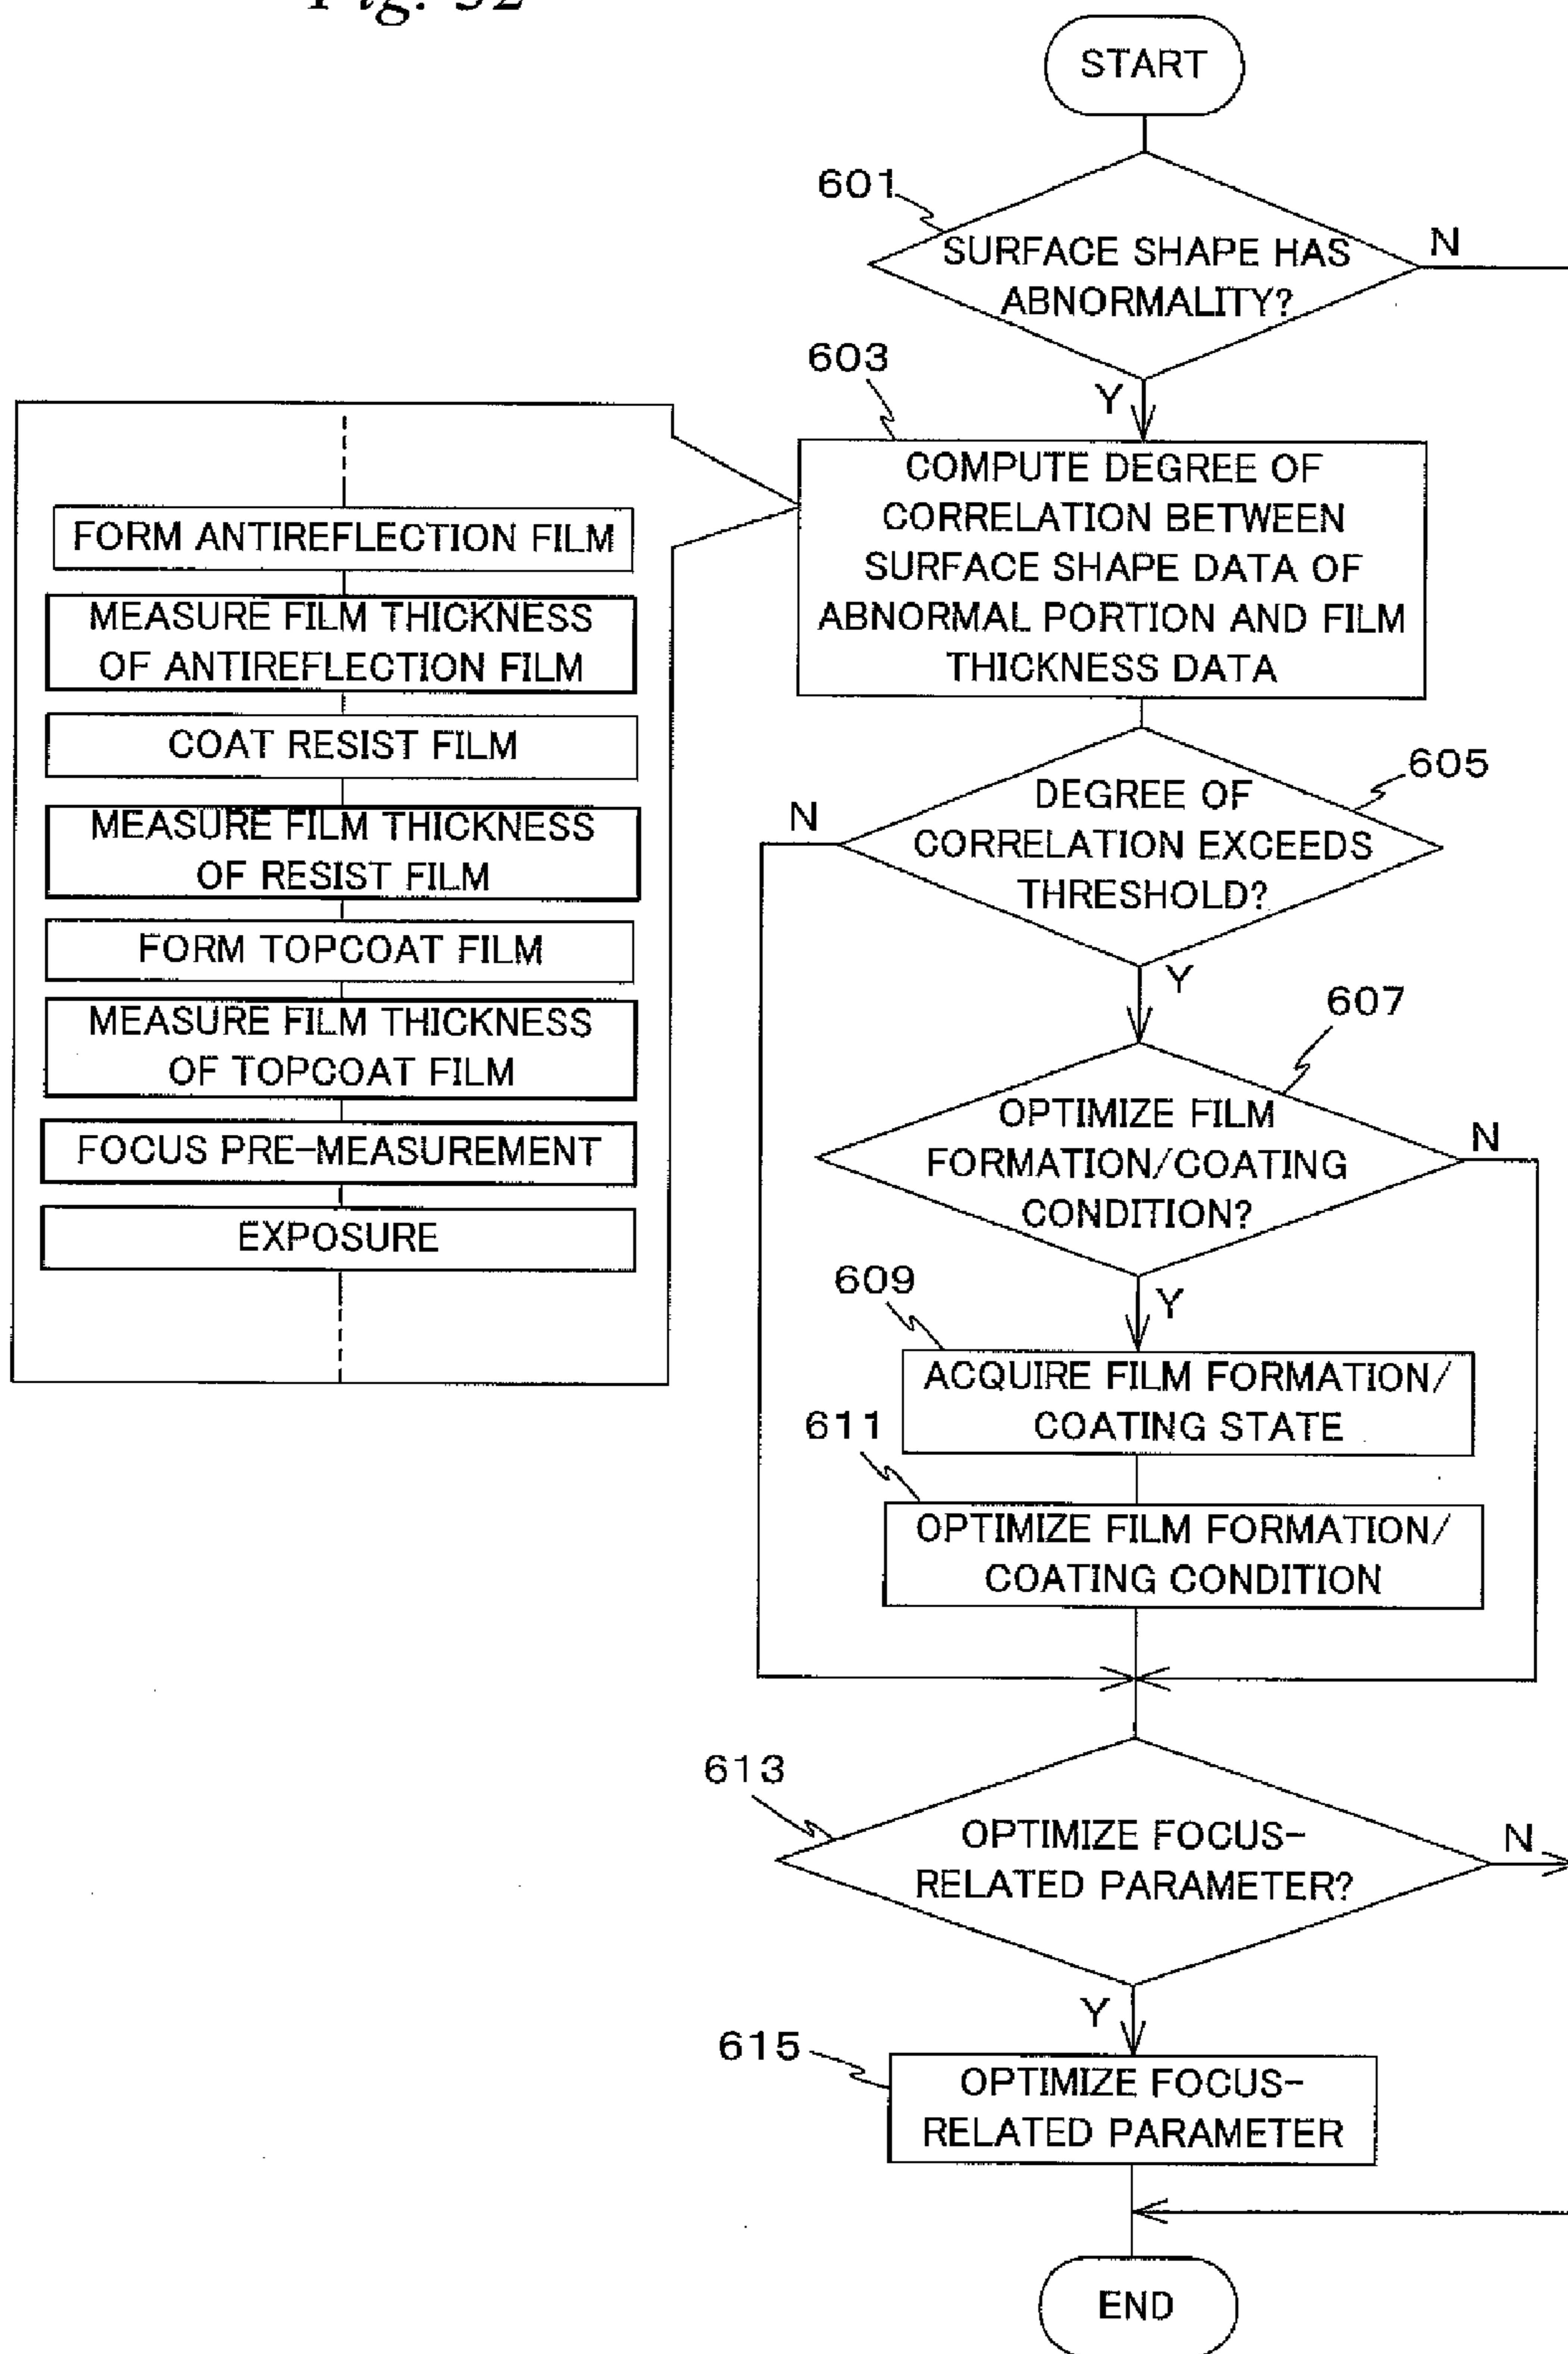 Fig. 32
START
601
SURFACE SHAPE HAS
ABNORMALITY?
N
Y
603
COMPUTE DEGREE OF
CORRELATION BETWEEN
SURFACE SHAPE DATA OF
ABNORMAL PORTION AND FILM
THICKNESS DATA
FORM ANTIREFLECTION FILM
MEASURE FILM THICKNESS
OF ANTIREFLECTION FILM
COAT RESIST FILM
MEASURE FILM THICKNESS
OF RESIST FILM
FORM TOPCOAT FILM
MEASURE FILM THICKNESS
OF TOPCOAT FILM
FOCUS PRE-MEASUREMENT
EXPOSURE
605
DEGREE OF
CORRELATION EXCEEDS
THRESHOLD?
N
Y
607
OPTIMIZE FILM
FORMATION/COATING
CONDITION?
N
Y
609
ACQUIRE FILM FORMATION/
COATING STATE
611
OPTIMIZE FILM FORMATION/
COATING CONDITION
613
OPTIMIZE FOCUS-
RELATED PARAMETER?
N
Y
615
OPTIMIZE FOCUS-
RELATED PARAMETER
END